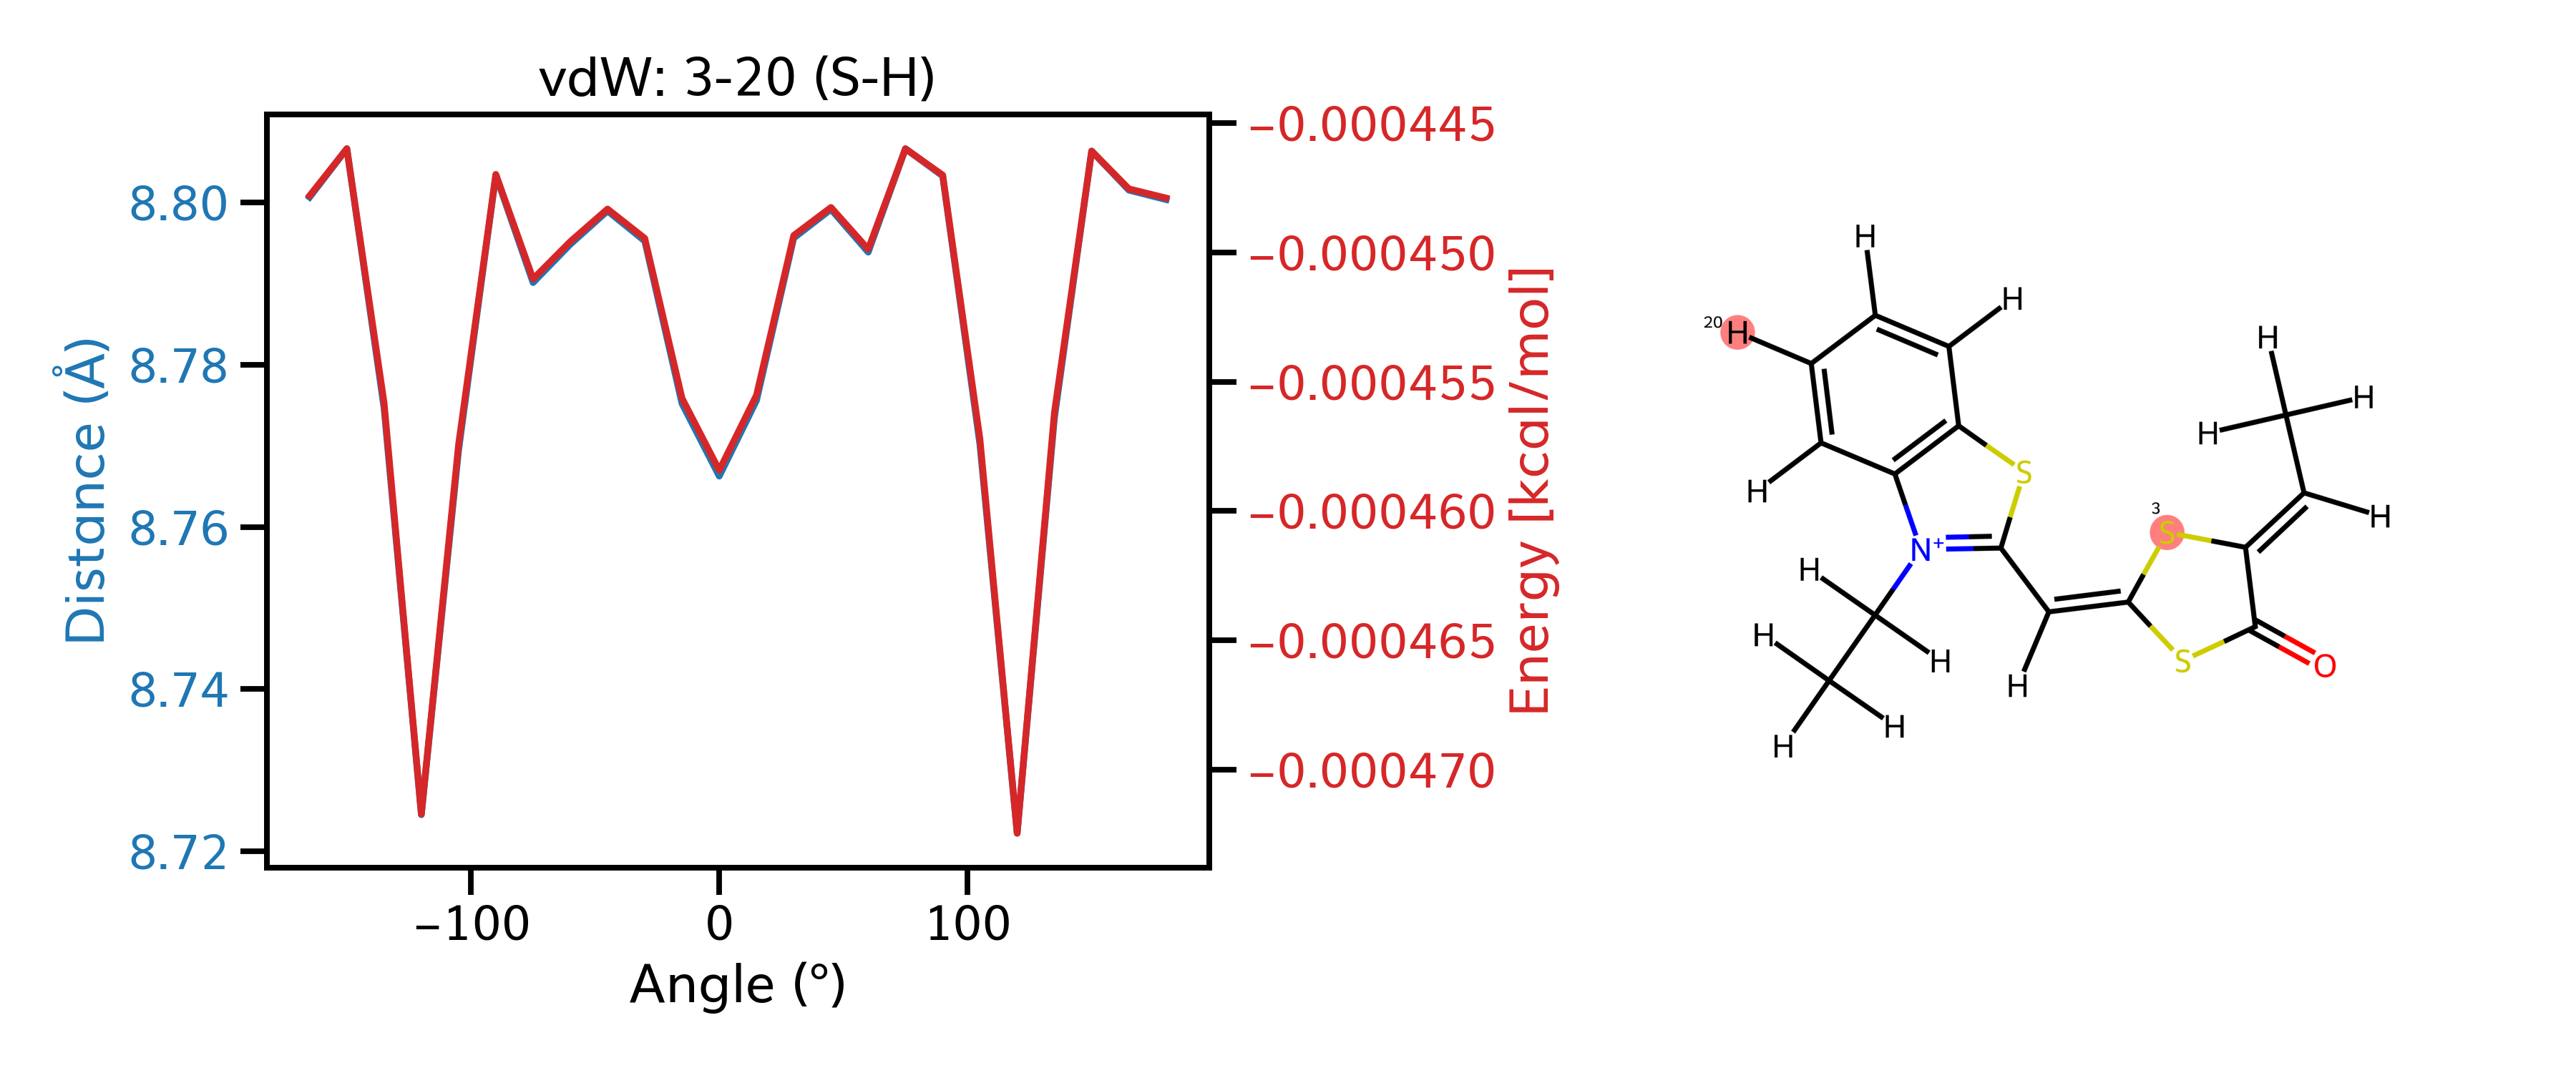 vdW: 3-20 (S-H)
8.80
8.78
8.76
8.74
8.72
Distance (Å)
−0.000445
−0.000450
−0.000455
−0.000460
−0.000465
−0.000470
Energy [kcal/mol]
−100 0 100
Angle (°)
H
H
20 H
H
H
H
H
S
H
3
S
H
N+
H
H
H
S
O
H
H
H